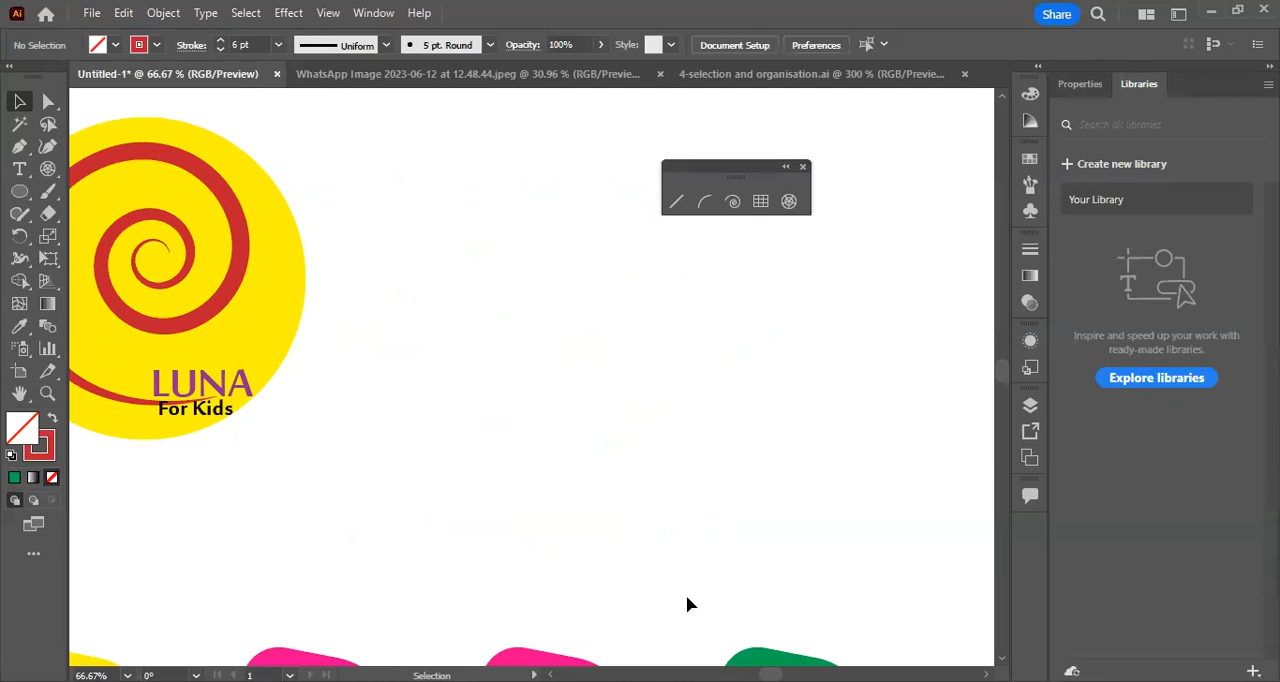 Ai File Edit Object Type Select Effect View Window Help Share
No Selection Stroke: 6 pt Uniform 5 pt. Round Opacity: 100% Style: Document Setup Preferences
Untitled-1* @ 66.67 % (RGB/Preview) × WhatsApp Image 2023-06-12 at 12.48.44.jpeg @ 30.96 % (RGB/Previe... × 4-selection and organisation.ai @ 300 % (RGB/Previe... ×
Properties Libraries
Search all libraries
Create new library
Your Library
Inspire and speed up your work with
ready-made libraries.
Explore libraries
LUNA
For Kids
66.67% 0° 1 Selection